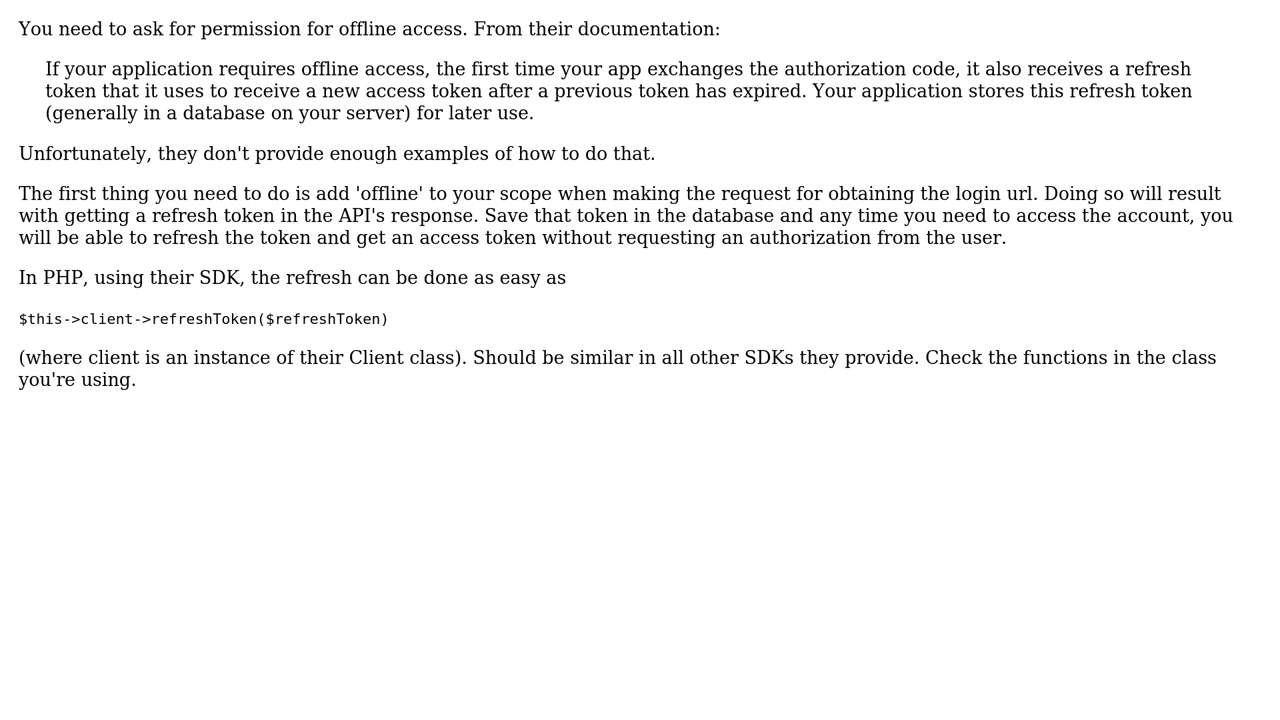 You need to ask for permission for offline access. From their documentation:
If your application requires offline access, the first time your app exchanges the authorization code, it also receives a refresh
token that it uses to receive a new access token after a previous token has expired. Your application stores this refresh token
(generally in a database on your server) for later use.
Unfortunately, they don't provide enough examples of how to do that.
The first thing you need to do is add 'offline' to your scope when making the request for obtaining the login url. Doing so will result
with getting a refresh token in the API's response. Save that token in the database and any time you need to access the account, you
will be able to refresh the token and get an access token without requesting an authorization from the user.
In PHP, using their SDK, the refresh can be done as easy as
$this->client->refreshToken($refreshToken)
(where client is an instance of their Client class). Should be similar in all other SDKs they provide. Check the functions in the class
you're using.